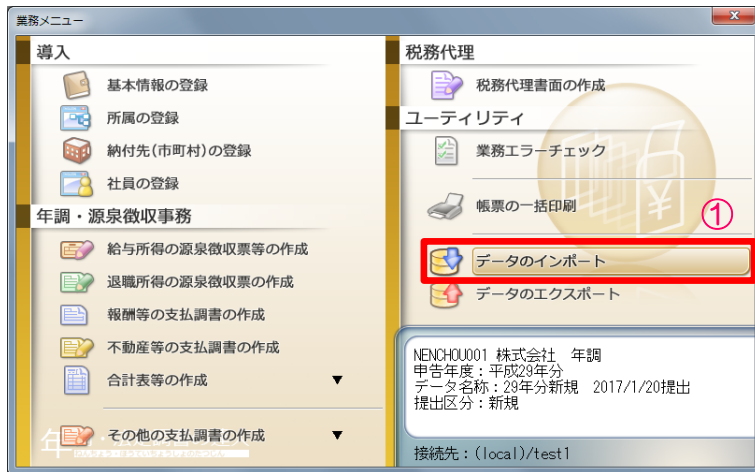 業務メニュー
導入
基本情報の登録
所属の登録
納付先(市町村)の登録
社員の登録
年調・源泉徴収事務
給与所得の源泉徴収票等の作成
退職所得の源泉徴収票の作成
報酬等の支払調書の作成
不動産等の支払調書の作成
合計表等の作成 ▼
その他の支払調書の作成 ▼
税務代理
税務代理書面の作成
ユーティリティ
業務エラーチェック
帳票の一括印刷
①
データのインポート
データのエクスポート
NENCHOU001 株式会社 年調
申告年度:平成29年分
データ名称:29年分新規 2017/1/20提出
提出区分:新規
接続先:(local)/test1